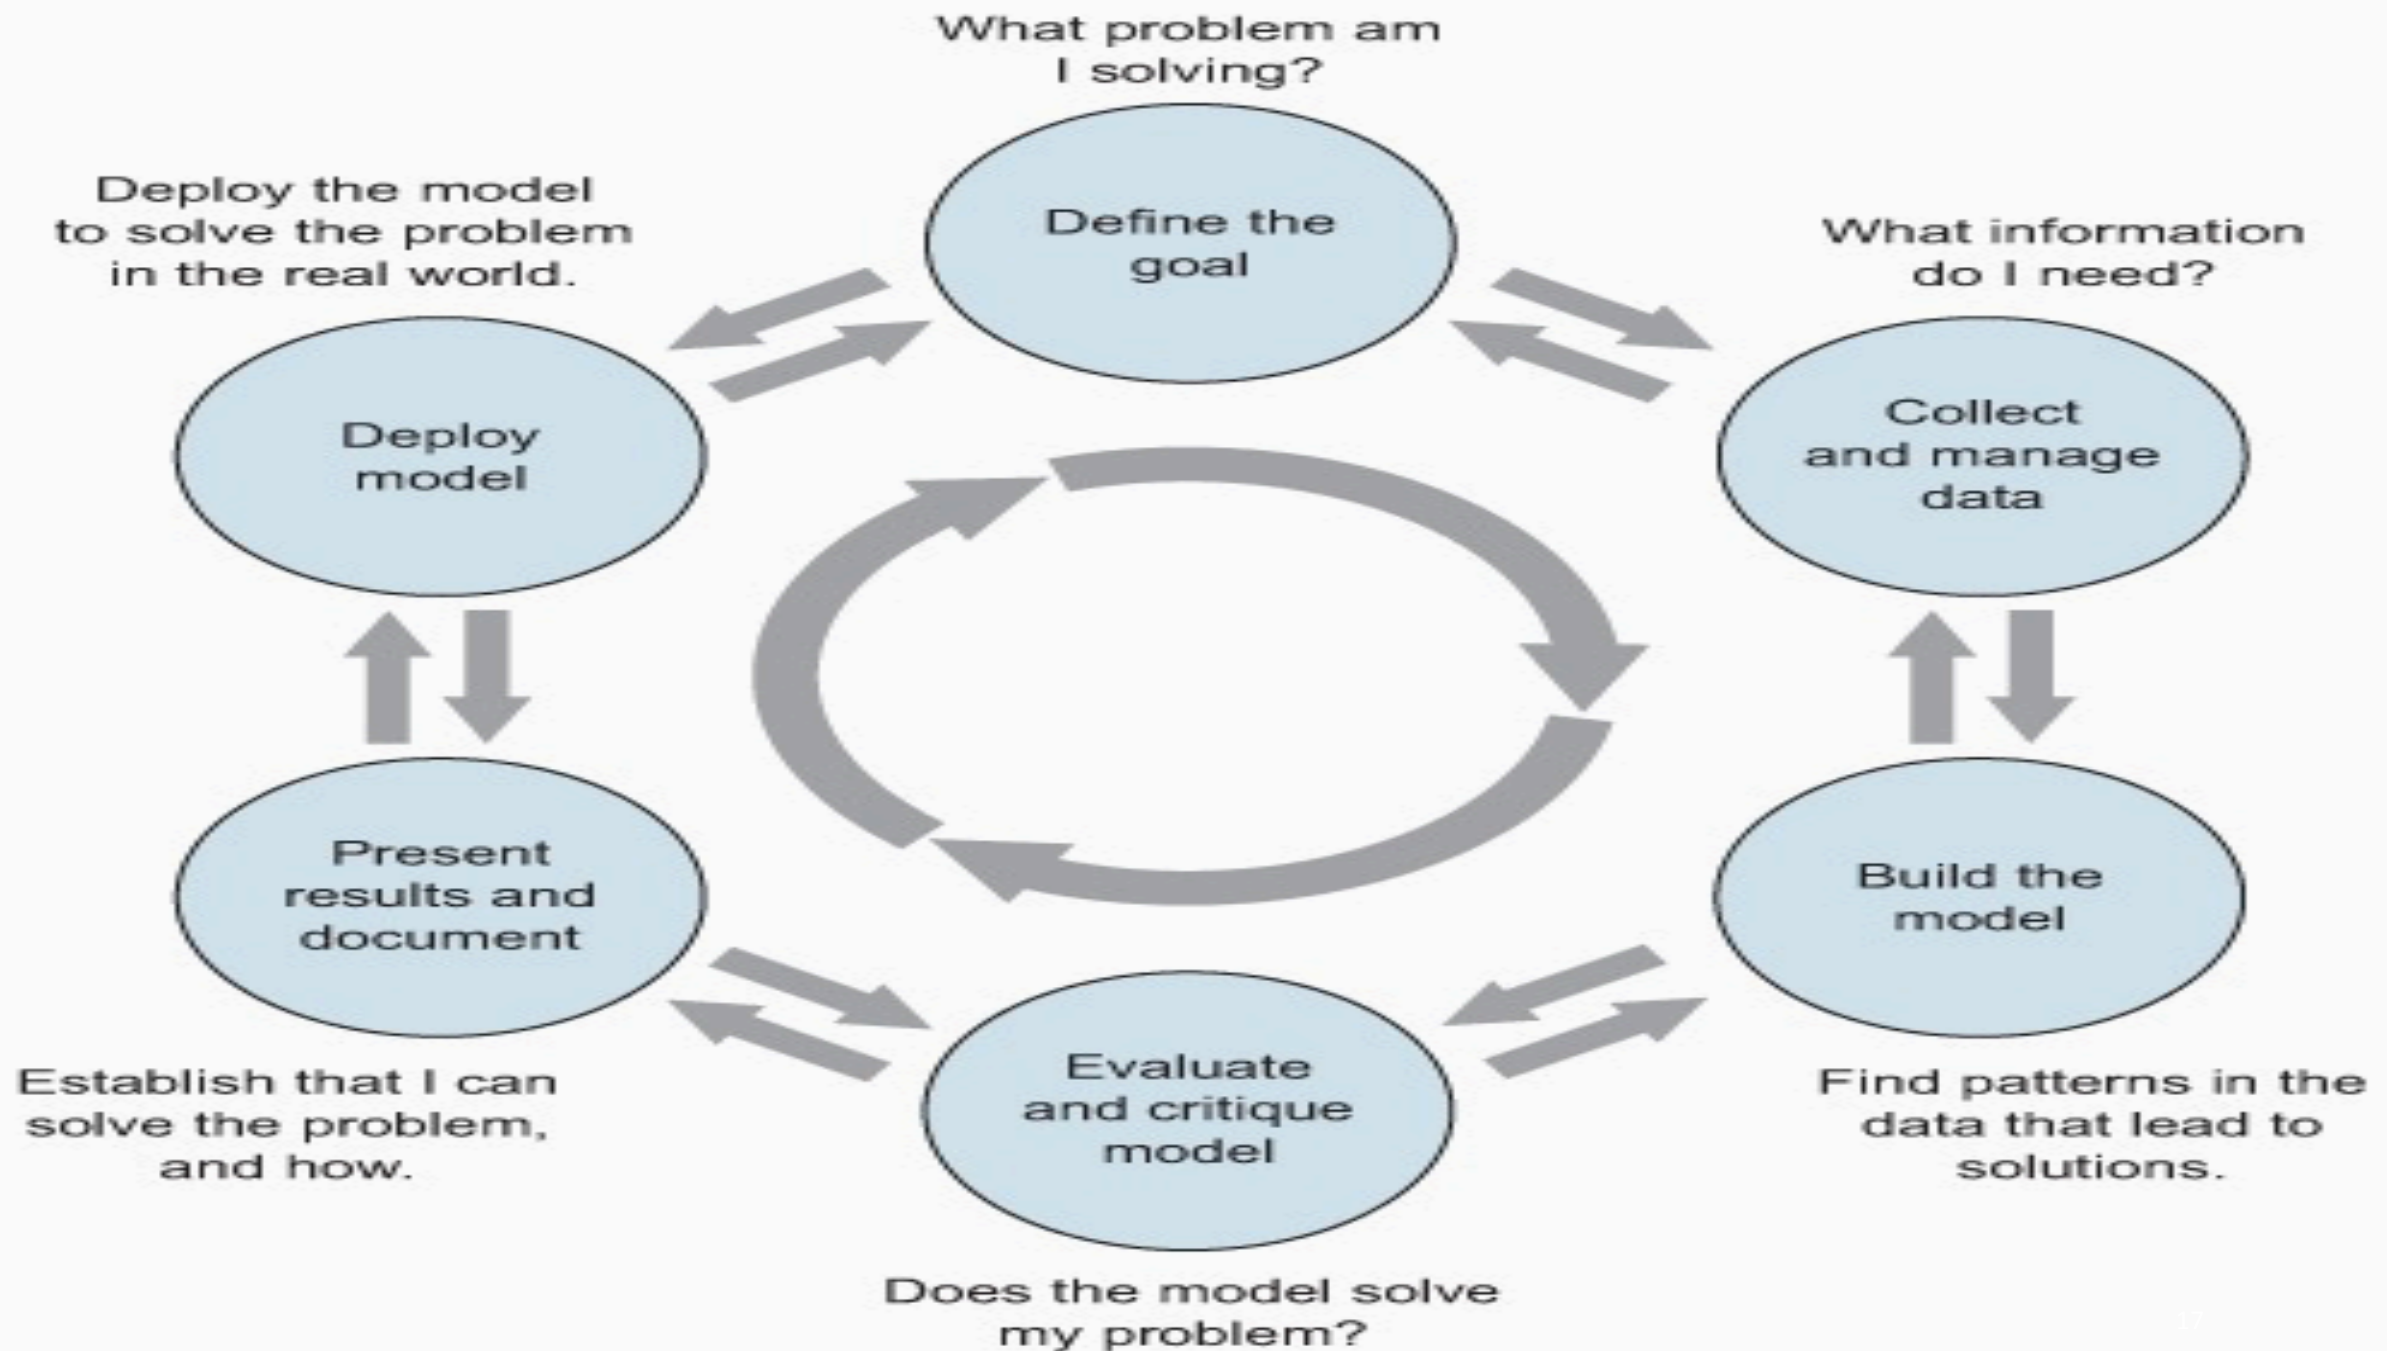 What problem am
I solving?
Define the
goal
What information
do I need?
Collect
and manage
data
Build the
model
Find patterns in the
data that lead to
solutions.
Evaluate
and critique
model
Does the model solve
my problem?
Present
results and
document
Establish that I can
solve the problem,
and how.
Deploy the model
to solve the problem
in the real world.
Deploy
model
17